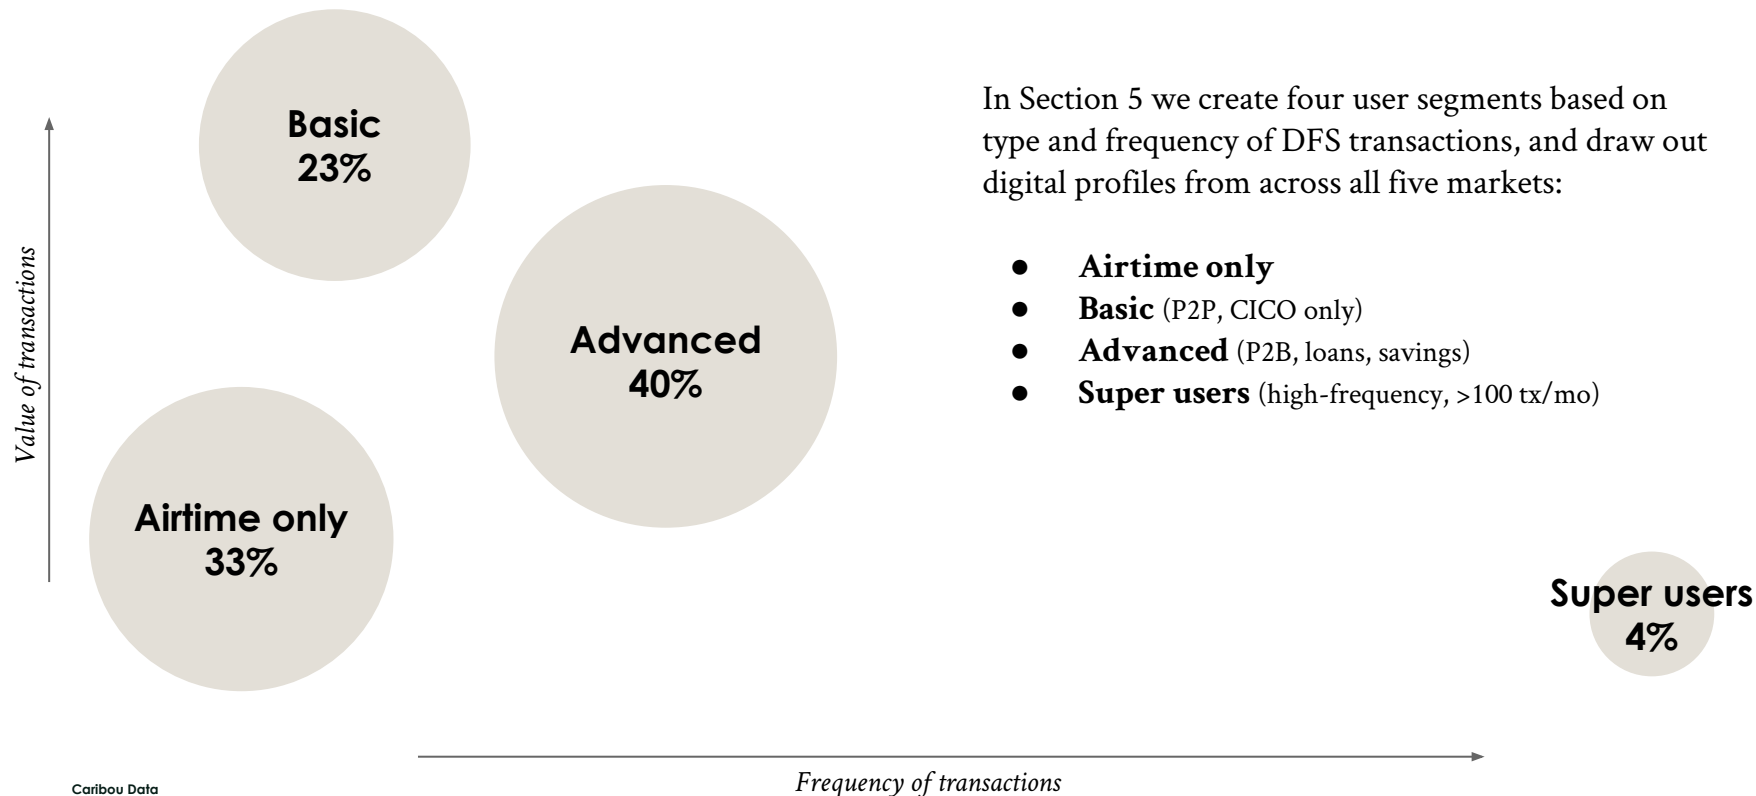 Basic
23%
Advanced
40%
Airtime only
33%
Super users
4%
Value of transactions
Frequency of transactions
In Section 5 we create four user segments based on
type and frequency of DFS transactions, and draw out
digital profiles from across all five markets:
● Airtime only
● Basic (P2P, CICO only)
● Advanced (P2B, loans, savings)
● Super users (high-frequency, >100 tx/mo)
Caribou Data